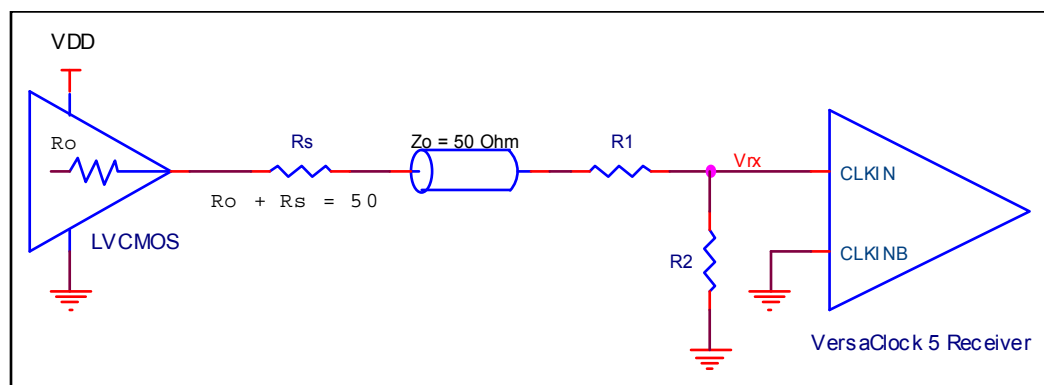 VDD
Ro
Rs
Zo = 50 Ohm
R1
Vrx
CLKIN
Ro + Rs = 50
LVCMOS
R2
CLKINB
VersaClock 5 Receiver